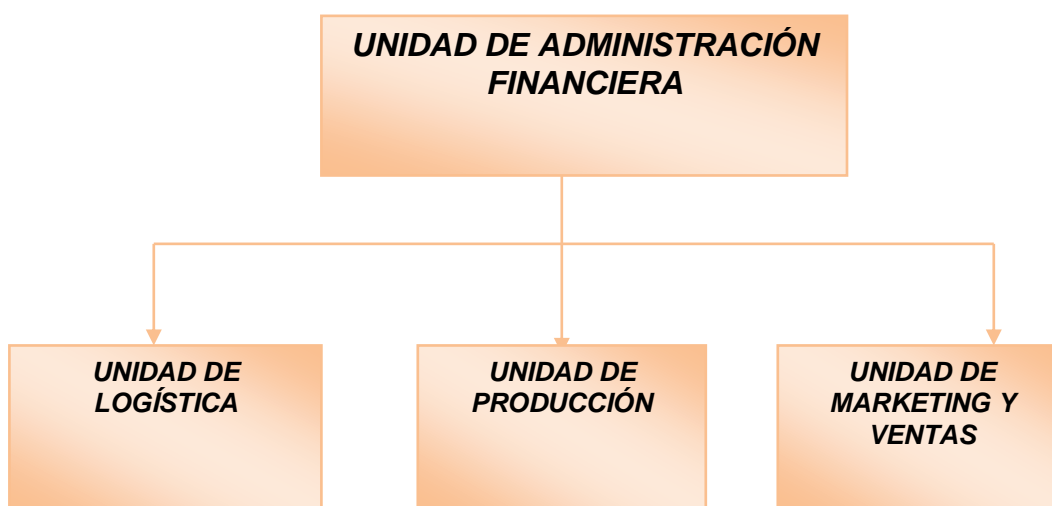 UNIDAD DE ADMINISTRACIÓN
FINANCIERA
UNIDAD DE
LOGÍSTICA
UNIDAD DE
PRODUCCIÓN
UNIDAD DE
MARKETING Y
VENTAS